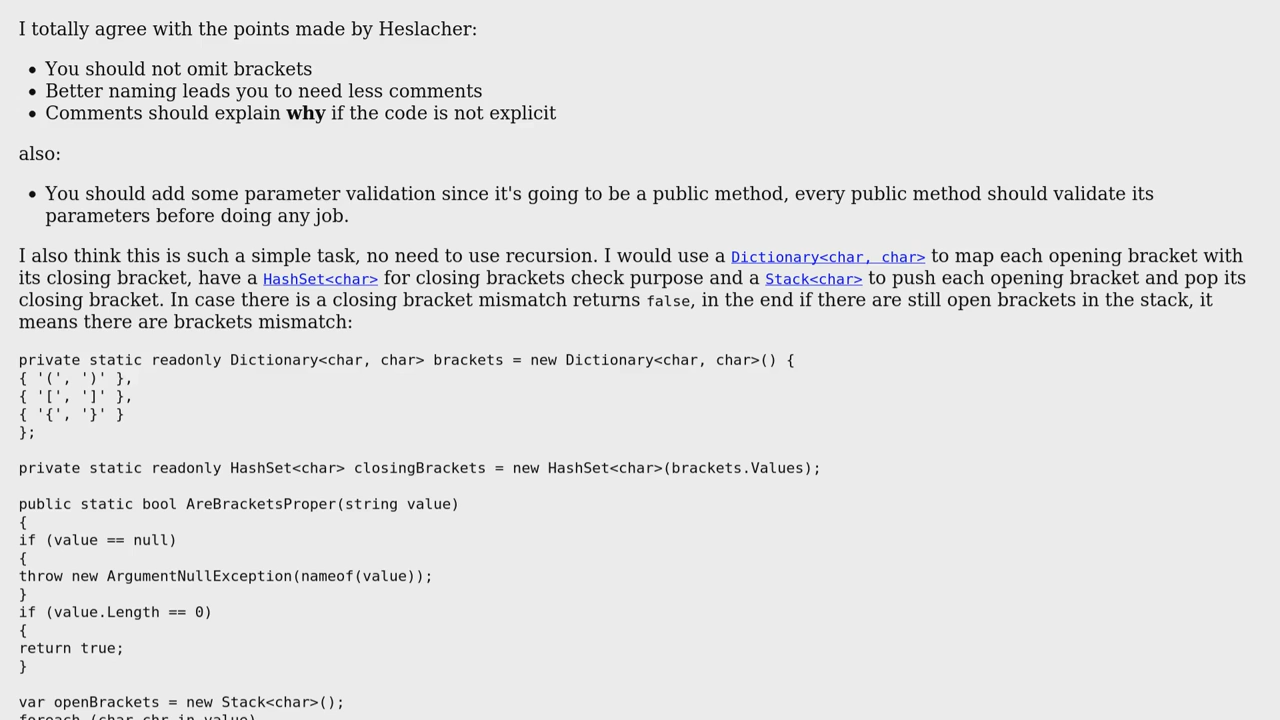 I totally agree with the points made by Heslacher:
• You should not omit brackets
• Better naming leads you to need less comments
• Comments should explain why if the code is not explicit
also:
• You should add some parameter validation since it's going to be a public method, every public method should validate its
parameters before doing any job.
I also think this is such a simple task, no need to use recursion. I would use a Dictionary<char, char> to map each opening bracket with
its closing bracket, have a HashSet<char> for closing brackets check purpose and a Stack<char> to push each opening bracket and pop its
closing bracket. In case there is a closing bracket mismatch returns false, in the end if there are still open brackets in the stack, it
means there are brackets mismatch:
private static readonly Dictionary<char, char> brackets = new Dictionary<char, char>() {
{ '(', ')' },
{ '[', ']' },
{ '{', '}' }
};
private static readonly HashSet<char> closingBrackets = new HashSet<char>(brackets.Values);
public static bool AreBracketsProper(string value)
{
if (value == null)
{
throw new ArgumentNullException(nameof(value));
}
if (value.Length == 0)
{
return true;
}
var openBrackets = new Stack<char>();
foreach (char chr in value)